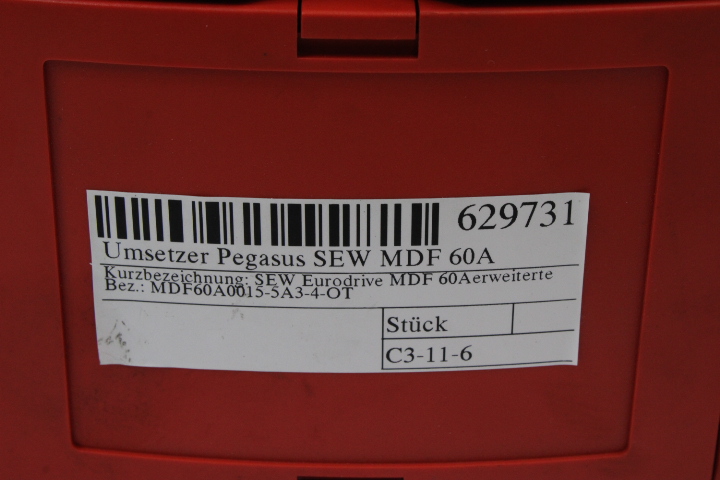 629731
Umsetzer Pegasus SEW MDF 60A
Kurzbezeichnung: SEW Eurodrive MDF 60Aerweiterte
Bez.: MDF60A0015-5A3-4-OT
Stück
C3-11-6